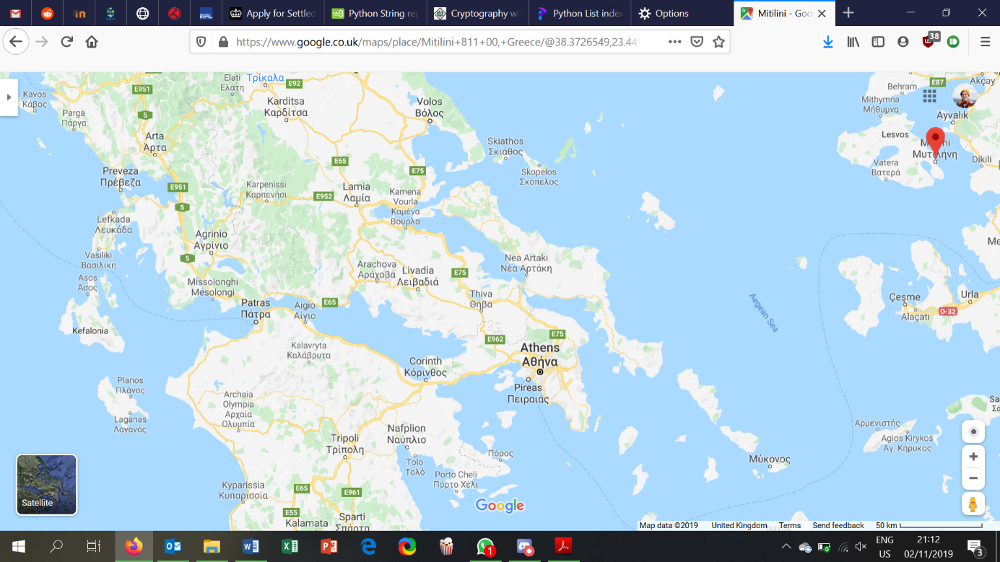 Apply for Settled
Python String rep
Cryptography wi
Python List index
Options
Mitilini - Goo
https://www.google.co.uk/maps/place/Mitilini+811+00,+Greece/@38.3726549,23.449
38
Kavos
Κάβος
Parga
Πάργα
E951
5
Elati
Ελάτη
Τρίκαλα
E92
Karditsa
Καρδίτσα
Volos
Βόλος
Behram
E87
Akçay
Mithymna
Μήθυμνα
Ayvalık
Arta
Άρτα
Skiathos
Σκιάθος
Lesvos
Μυτιλήνη
Dikili
Vatera
Βατερά
Preveza
Πρέβεζα
E951
5
E65
E75
Skopelos
Σκόπελος
Karpenissi
Καρπενήσι
E952
Lamia
Λαμία
Kamena
Vourla
Καμένα
Βούρλα
Lefkada
Λευκάδα
Agrinio
Αγρίνιο
Vasiliki
Βασιλική
5
Asos
Άσος
Missolonghi
Mesolongi
Arachova
Αράχοβα
Livadia
Λειβαδιά
E75
Nea Artaki
Νέα Αρτάκη
Me
Patras
Πάτρα
Aigio
Αίγιο
E65
Thiva
Θήβα
Aegean Sea
Çeşme
Alaçatı
Urla
O-32
Kefalonia
Kalavryta
Καλάβρυτα
E962
E75
Athens
Αθήνα
Corinth
Κόρινθος
Pireas
Πειραιάς
Planos
Πλάνος
Laganas
Λαγανάς
Archaia
Olympia
Αρχαία
Ολυμπία
Sa
Σά
Nafplion
Ναύπλιο
Tripoli
Τρίπολη
Tolo
Τολό
Πόρος
Porto Cheli
Πόρτο Χέλι
Μύκονος
Αρμενιστής
Agios Kirykos
Αγ. Κήρυκος
Kyparissia
Κυπαρισσία
E65
E961
E55
Kalamata
Sparti
Σπάρτη
Satellite
Google
Map data ©2019
United Kingdom
Terms
Send feedback
50 km
1
ENG
US
21:12
02/11/2019
3